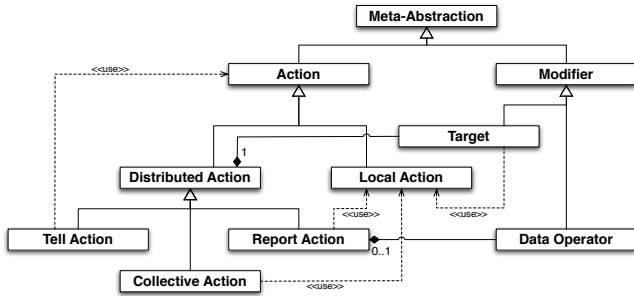 Meta-Abstraction
<<use>>
Action
Modifier
1
Target
Distributed Action
Local Action
<<use>>
<<use>>
Tell Action
Report Action
0..1
Data Operator
Collective Action
<<use>>